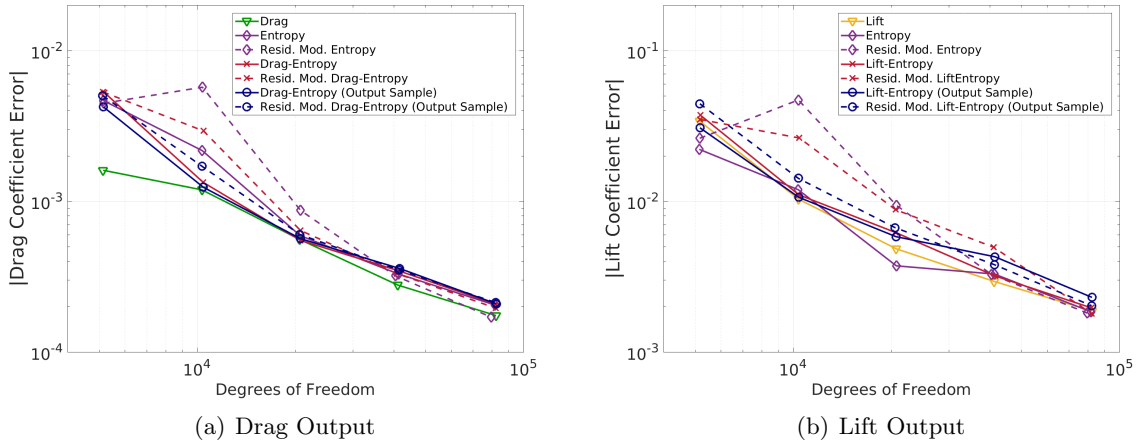 10^-2
10^-3
10^-4
10^4
10^5
|Drag Coefficient Error|
Degrees of Freedom
Drag
Entropy
Resid. Mod. Entropy
Drag-Entropy
Resid. Mod. Drag-Entropy
Drag-Entropy (Output Sample)
Resid. Mod. Drag-Entropy (Output Sample)
(a) Drag Output
10^-1
10^-2
10^-3
10^4
10^5
|Lift Coefficient Error|
Degrees of Freedom
Lift
Entropy
Resid. Mod. Entropy
Lift-Entropy
Resid. Mod. LiftEntropy
Lift-Entropy (Output Sample)
Resid. Mod. Lift-Entropy (Output Sample)
(b) Lift Output